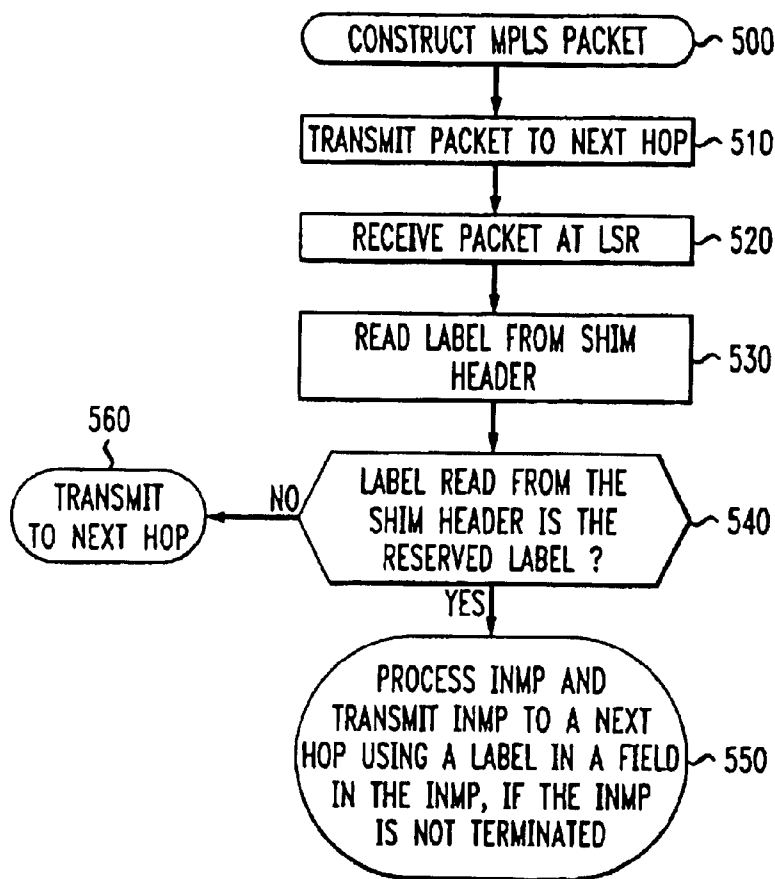 CONSTRUCT MPLS PACKET
500
TRANSMIT PACKET TO NEXT HOP
510
RECEIVE PACKET AT LSR
520
READ LABEL FROM SHIM
HEADER
530
560
TRANSMIT
TO NEXT HOP
NO
LABEL READ FROM THE
SHIM HEADER IS THE
RESERVED LABEL ?
540
YES
PROCESS INMP AND
TRANSMIT INMP TO A NEXT
HOP USING A LABEL IN A FIELD
IN THE INMP, IF THE INMP
IS NOT TERMINATED
550